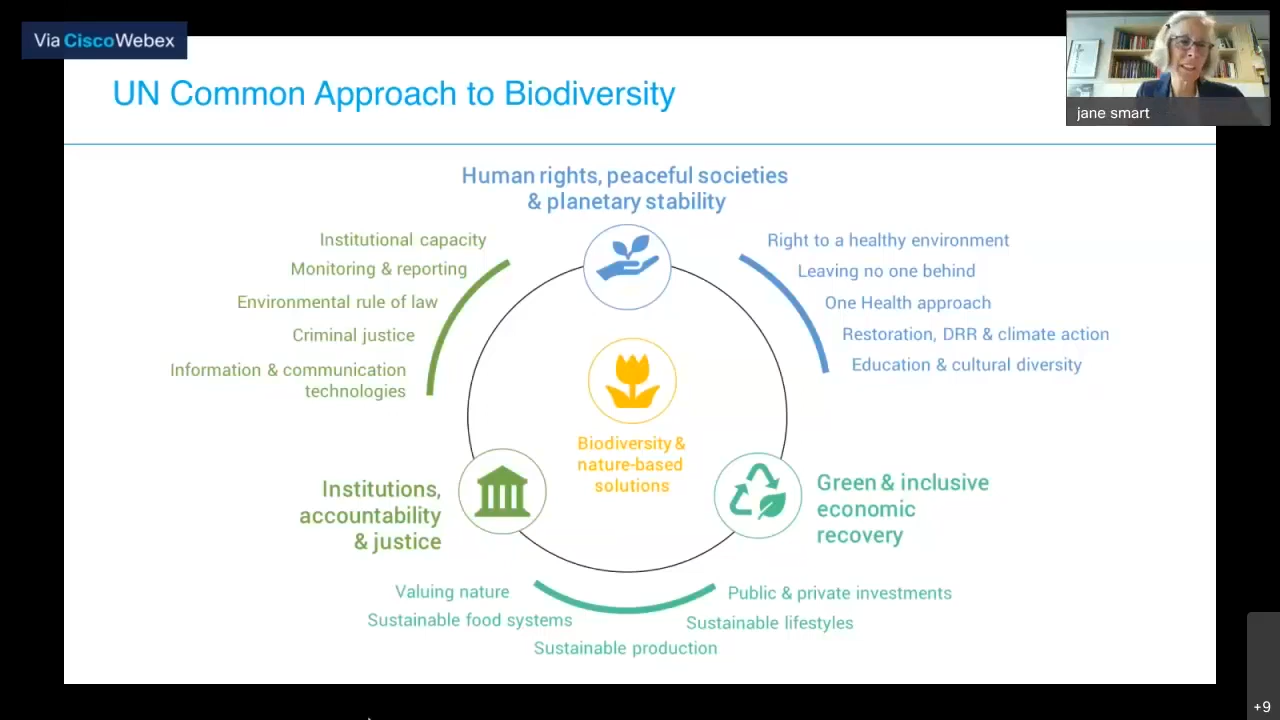 Via CiscoWebex
UN Common Approach to Biodiversity
jane smart
Human rights, peaceful societies
& planetary stability
Institutional capacity
Monitoring & reporting
Environmental rule of law
Criminal justice
Information & communication
technologies
Right to a healthy environment
Leaving no one behind
One Health approach
Restoration, DRR & climate action
Education & cultural diversity
Biodiversity &
nature-based
solutions
Institutions,
accountability
& justice
Green & inclusive
economic
recovery
Valuing nature
Sustainable food systems
Sustainable production
Public & private investments
Sustainable lifestyles
+9